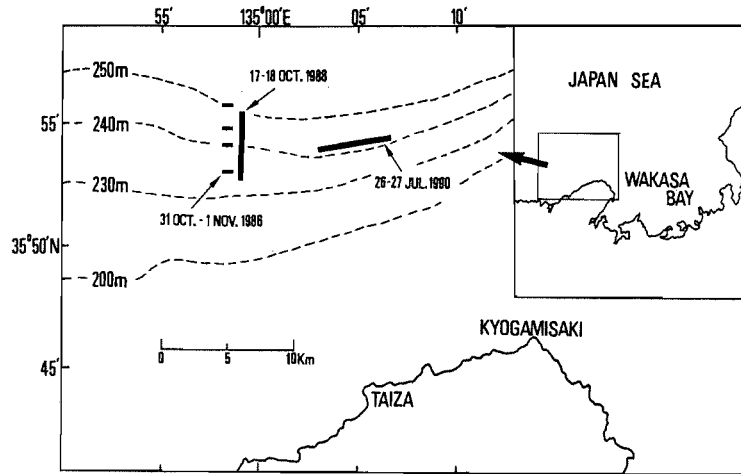 55' 135°00'E 05' 10'
250m
17-18 OCT. 1988
JAPAN SEA
55'
240m
26-27 JUL. 1990
WAKASA
BAY
230m
31 OCT. - 1 NOV. 1986
35°50'N
200m
KYOGAMISAKI
0 5 10Km
45'
TAIZA